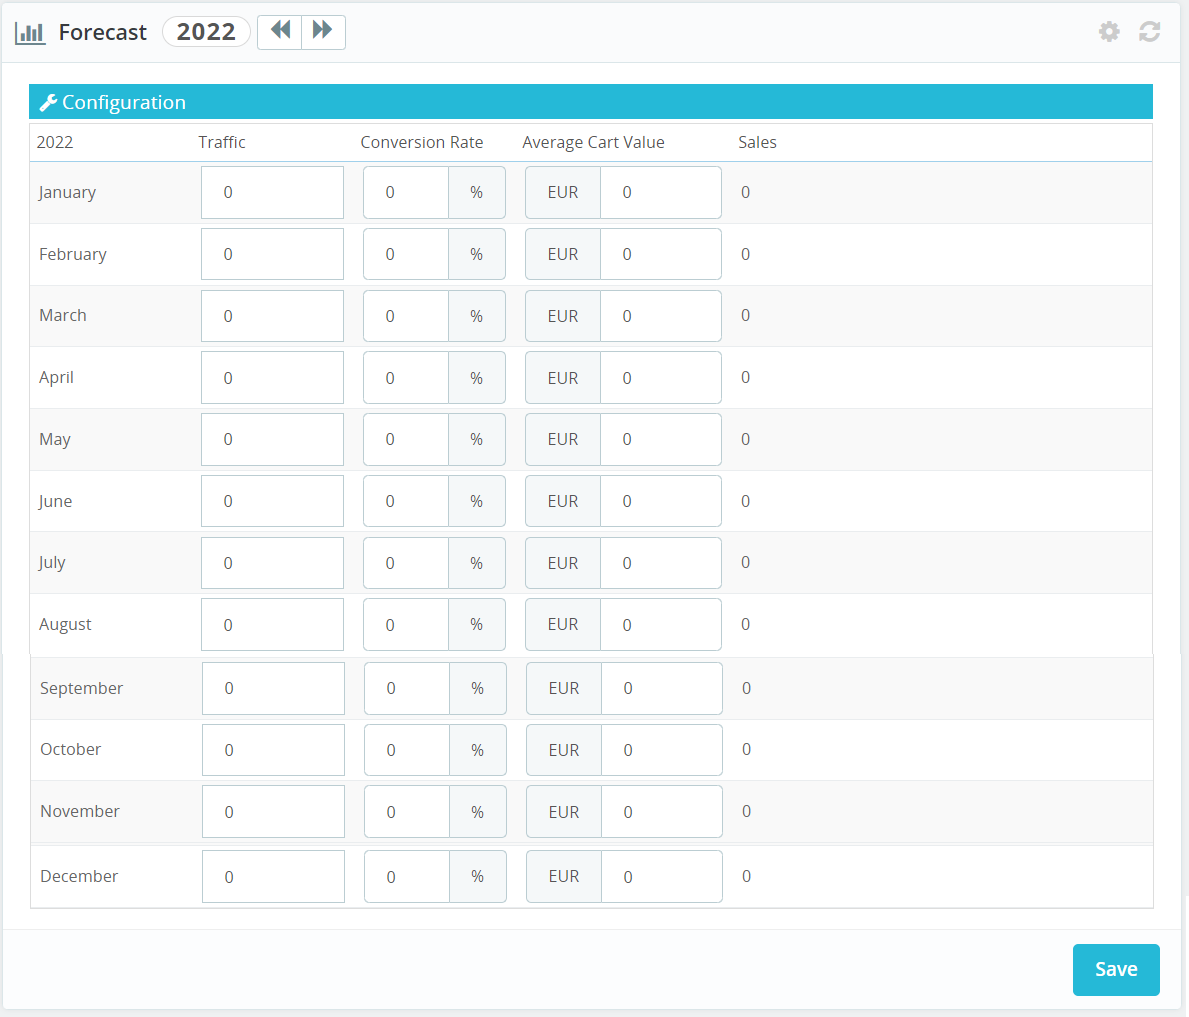 Forecast 2022
Configuration
2022 Traffic Conversion Rate Average Cart Value Sales
January 0 0 % EUR 0 0
February 0 0 % EUR 0 0
March 0 0 % EUR 0 0
April 0 0 % EUR 0 0
May 0 0 % EUR 0 0
June 0 0 % EUR 0 0
July 0 0 % EUR 0 0
August 0 0 % EUR 0 0
September 0 0 % EUR 0 0
October 0 0 % EUR 0 0
November 0 0 % EUR 0 0
December 0 0 % EUR 0 0
Save